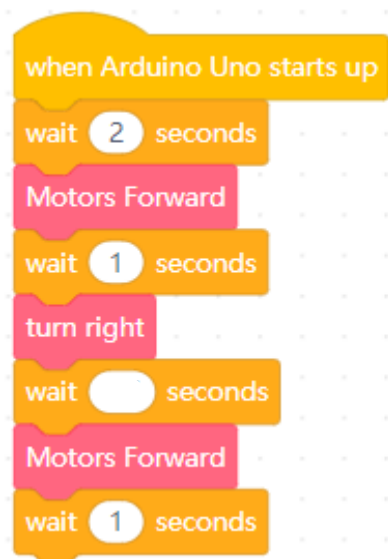 when Arduino Uno starts up
wait 2 seconds
Motors Forward
wait 1 seconds
turn right
wait seconds
Motors Forward
wait 1 seconds